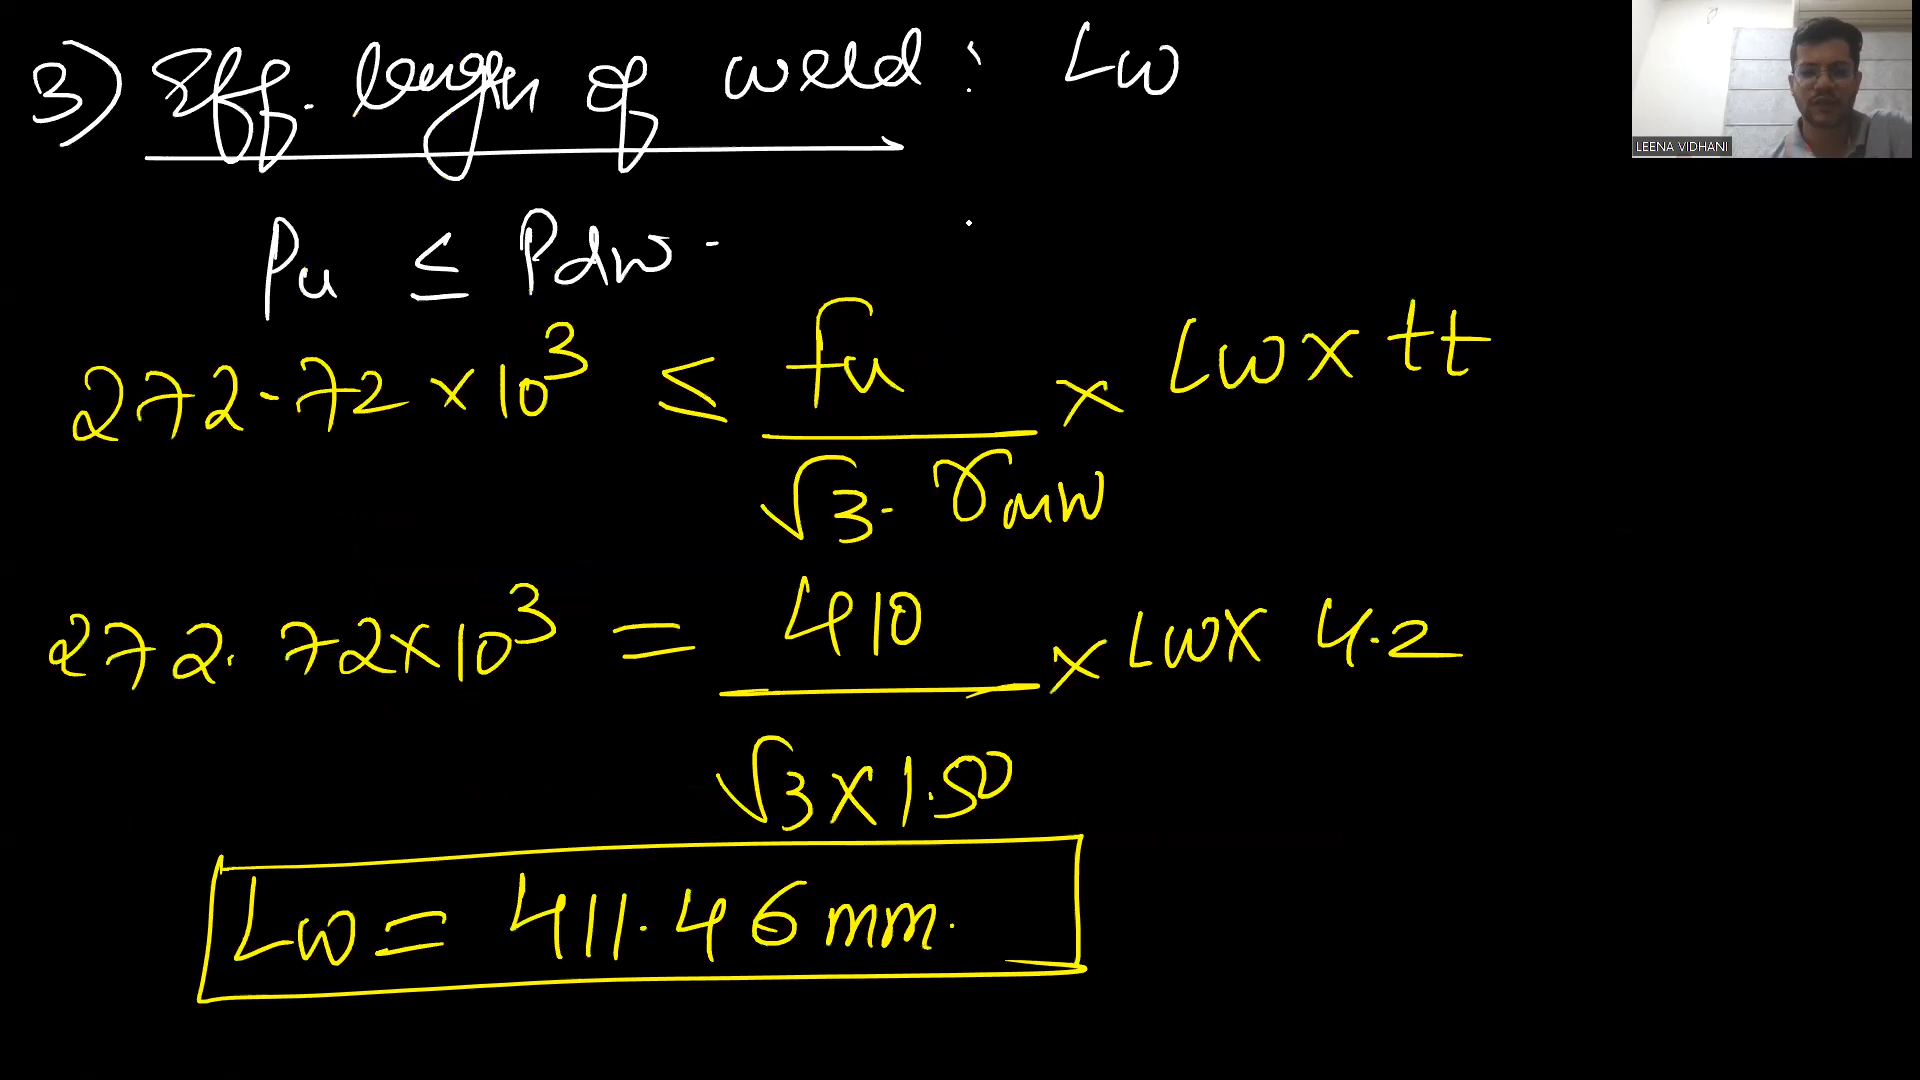 3) Eff. length of weld : Lw
LEENA VIDHANI
Pu ≤ Pdw.
272.72 × 10³ ≤ fu / √3. γmw × Lw × tt
272.72 × 10³ = 410 / √3 × 1.50 × Lw × 4.2
Lw = 411.46 mm.